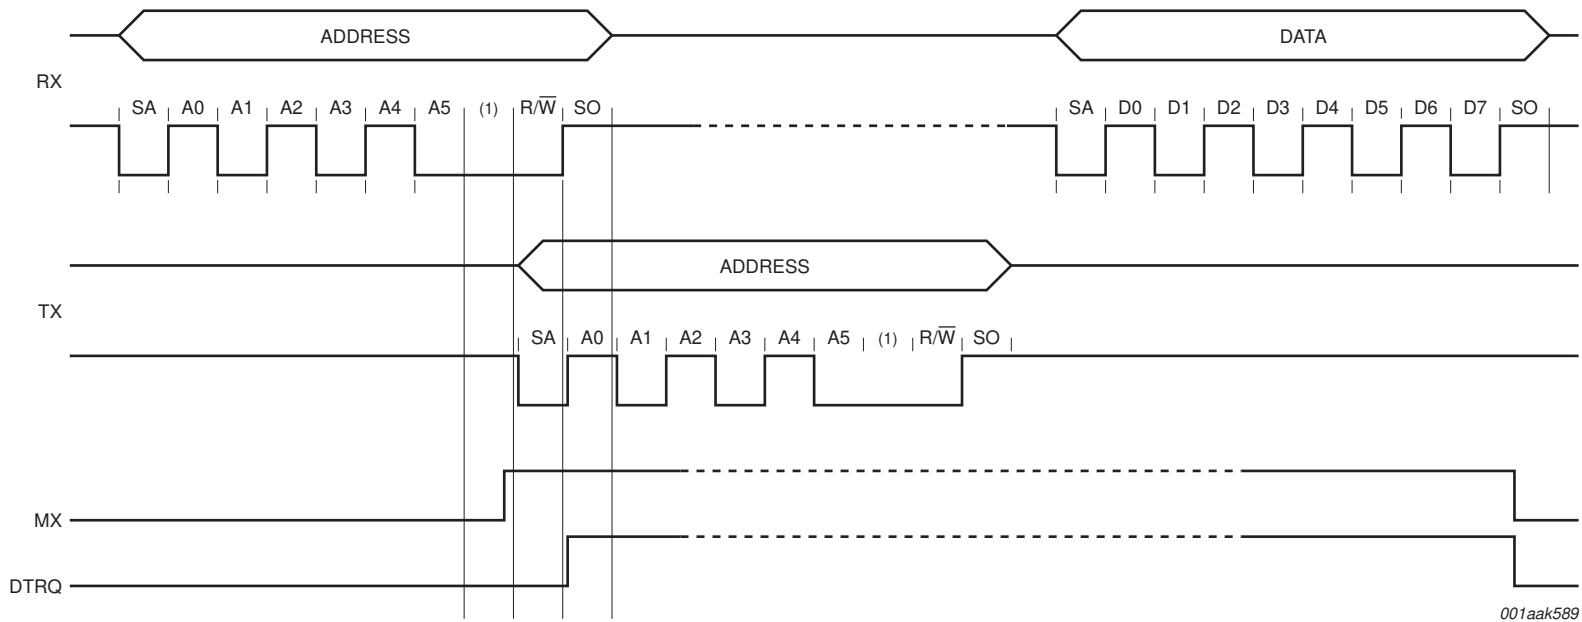 ADDRESS DATA
RX
SA A0 A1 A2 A3 A4 A5 (1) R/W̅ SO SA D0 D1 D2 D3 D4 D5 D6 D7 SO
ADDRESS
TX
SA A0 A1 A2 A3 A4 A5 (1) R/W̅ SO
MX
DTRQ
001aak589